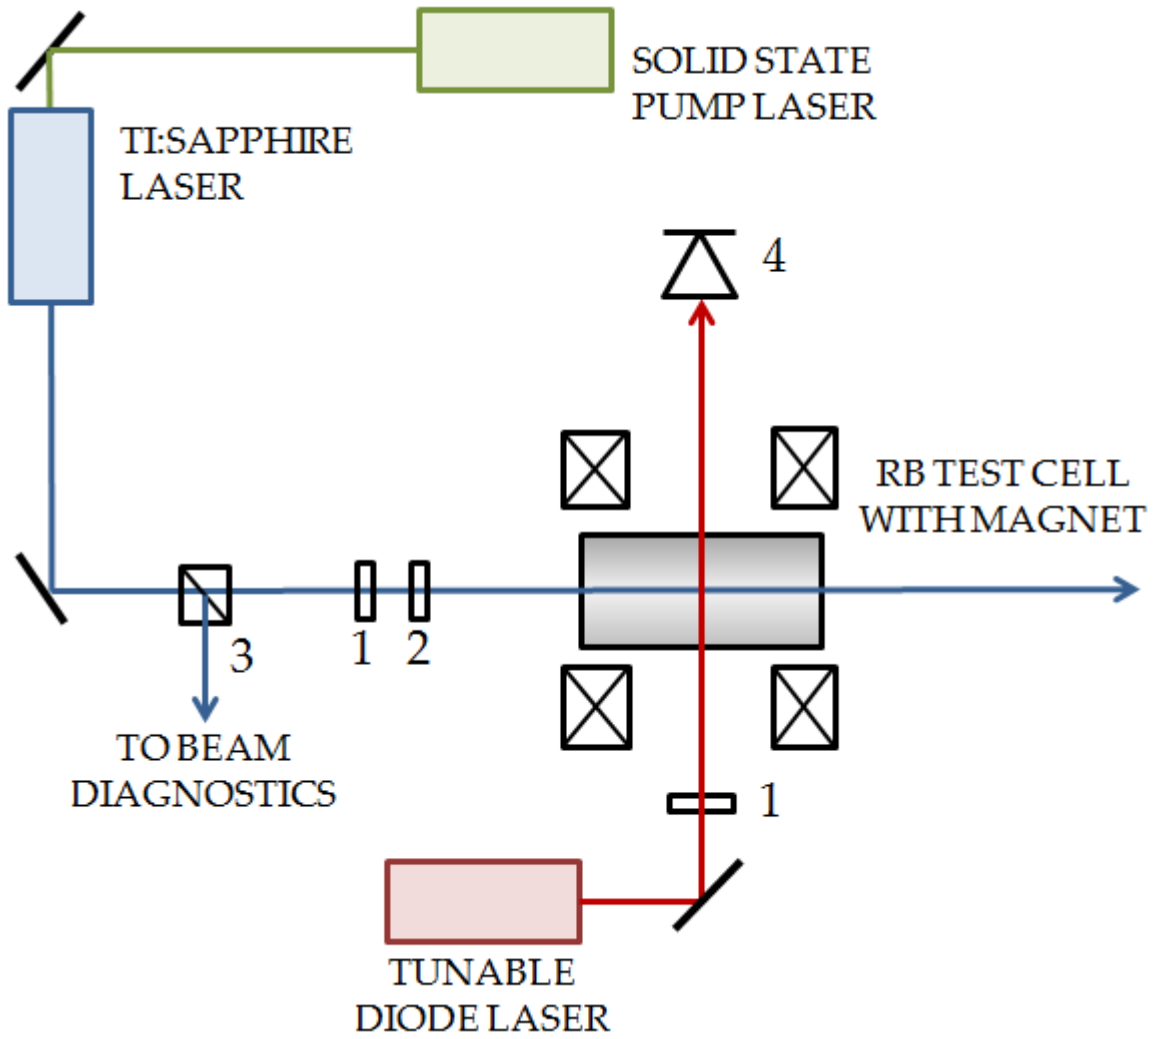 SOLID STATE
PUMP LASER
TI:SAPPHIRE
LASER
4
RB TEST CELL
WITH MAGNET
3
1
2
TO BEAM
DIAGNOSTICS
1
TUNABLE
DIODE LASER